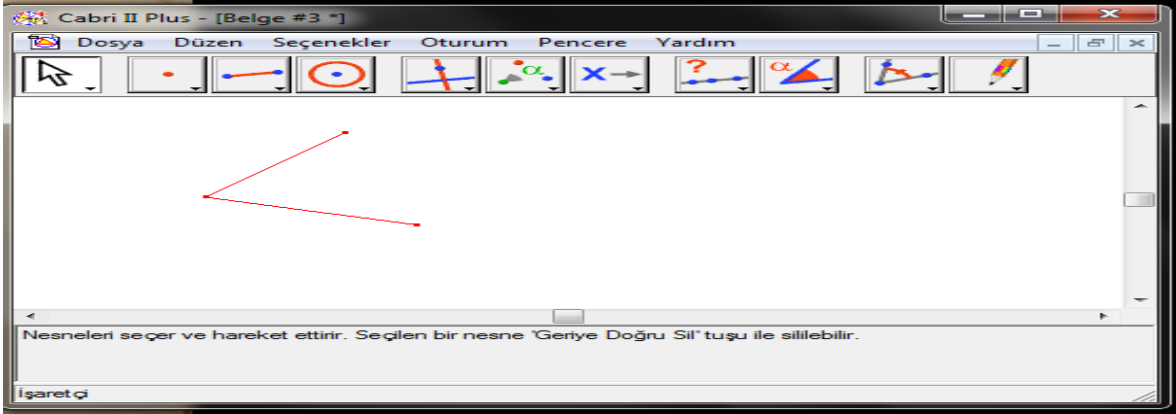 Cabri II Plus - [Belge #3 *]
Dosya Düzen Seçenekler Oturum Pencere Yardım
α X ? α
Nesneleri seçer ve hareket ettirir. Seçilen bir nesne 'Geriye Doğru Sil' tuşu ile sililebilir.
İşaretçi